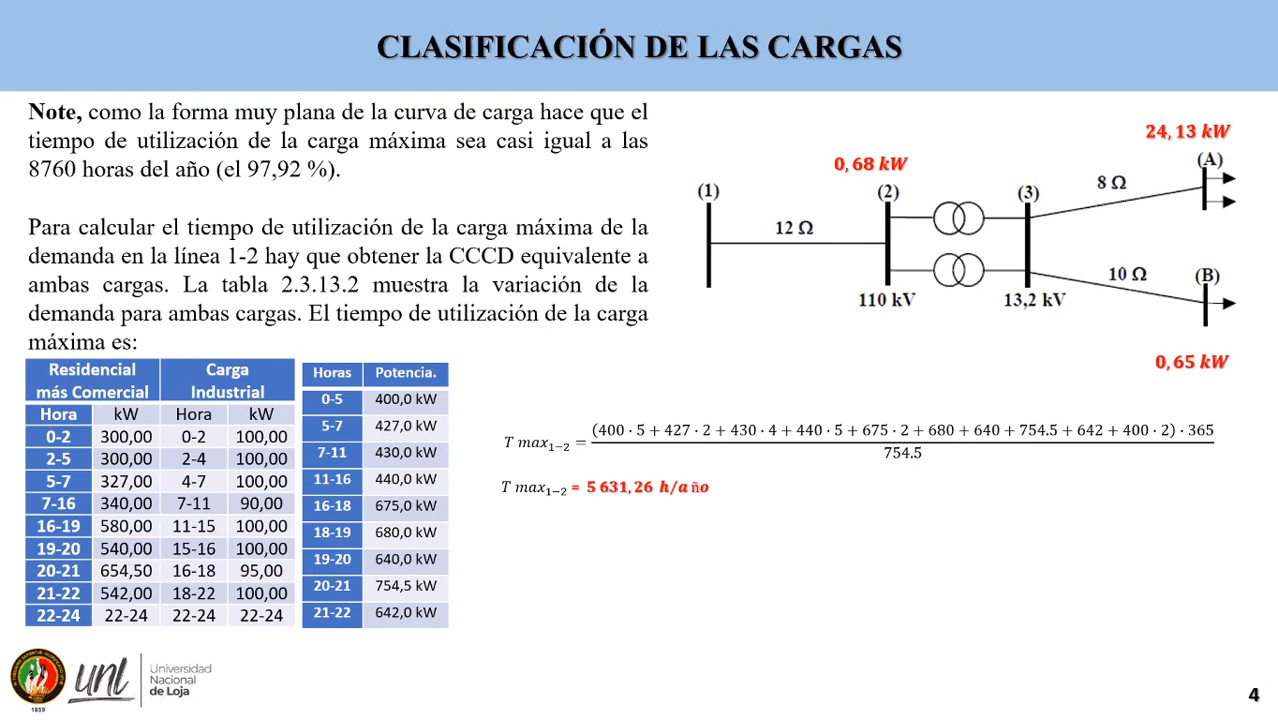 CLASIFICACIÓN DE LAS CARGAS
Note, como la forma muy plana de la curva de carga hace que el
tiempo de utilización de la carga máxima sea casi igual a las
8760 horas del año (el 97,92 %).
Para calcular el tiempo de utilización de la carga máxima de la
demanda en la línea 1-2 hay que obtener la CCCD equivalente a
ambas cargas. La tabla 2.3.13.2 muestra la variación de la
demanda para ambas cargas. El tiempo de utilización de la carga
máxima es:
24,13 kW
0,68 kW
(A)
(1) (2) (3)
8 Ω
12 Ω
10 Ω
(B)
110 kV 13,2 kV
0,65 kW
Residencial más Comercial Carga Industrial
Hora kW Hora kW
0-2 300,00 0-2 100,00
2-5 300,00 2-4 100,00
5-7 327,00 4-7 100,00
7-16 340,00 7-11 90,00
16-19 580,00 11-15 100,00
19-20 540,00 15-16 100,00
20-21 654,50 16-18 95,00
21-22 542,00 18-22 100,00
22-24 22-24 22-24 22-24
Horas Potencia.
0-5 400,0 kW
5-7 427,0 kW
7-11 430,0 kW
11-16 440,0 kW
16-18 675,0 kW
18-19 680,0 kW
19-20 640,0 kW
20-21 754,5 kW
21-22 642,0 kW
T max₁₋₂ = (400 · 5 + 427 · 2 + 430 · 4 + 440 · 5 + 675 · 2 + 680 + 640 + 754.5 + 642 + 400 · 2) · 365
754.5
T max₁₋₂ = 5 631,26 h/a ño
1859
unl
Universidad
Nacional
de Loja
4